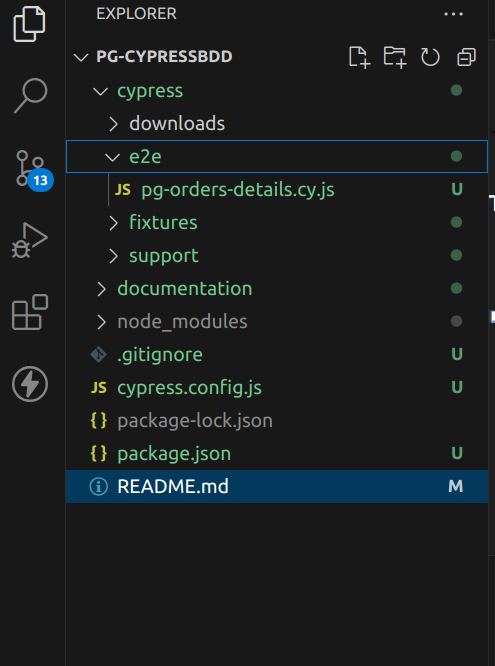 EXPLORER
PG-CYPRESSBDD
cypress
downloads
e2e
JS pg-orders-details.cy.js U
fixtures
support
documentation
node_modules
.gitignore U
JS cypress.config.js U
{} package-lock.json
{} package.json U
README.md M
13